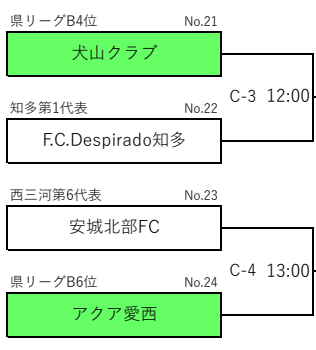 県リーグB4位 No.21
犬山クラブ
C-3 12:00
知多第1代表 No.22
F.C.Despirado知多
西三河第6代表 No.23
安城北部FC
C-4 13:00
県リーグB6位 No.24
アクア愛西